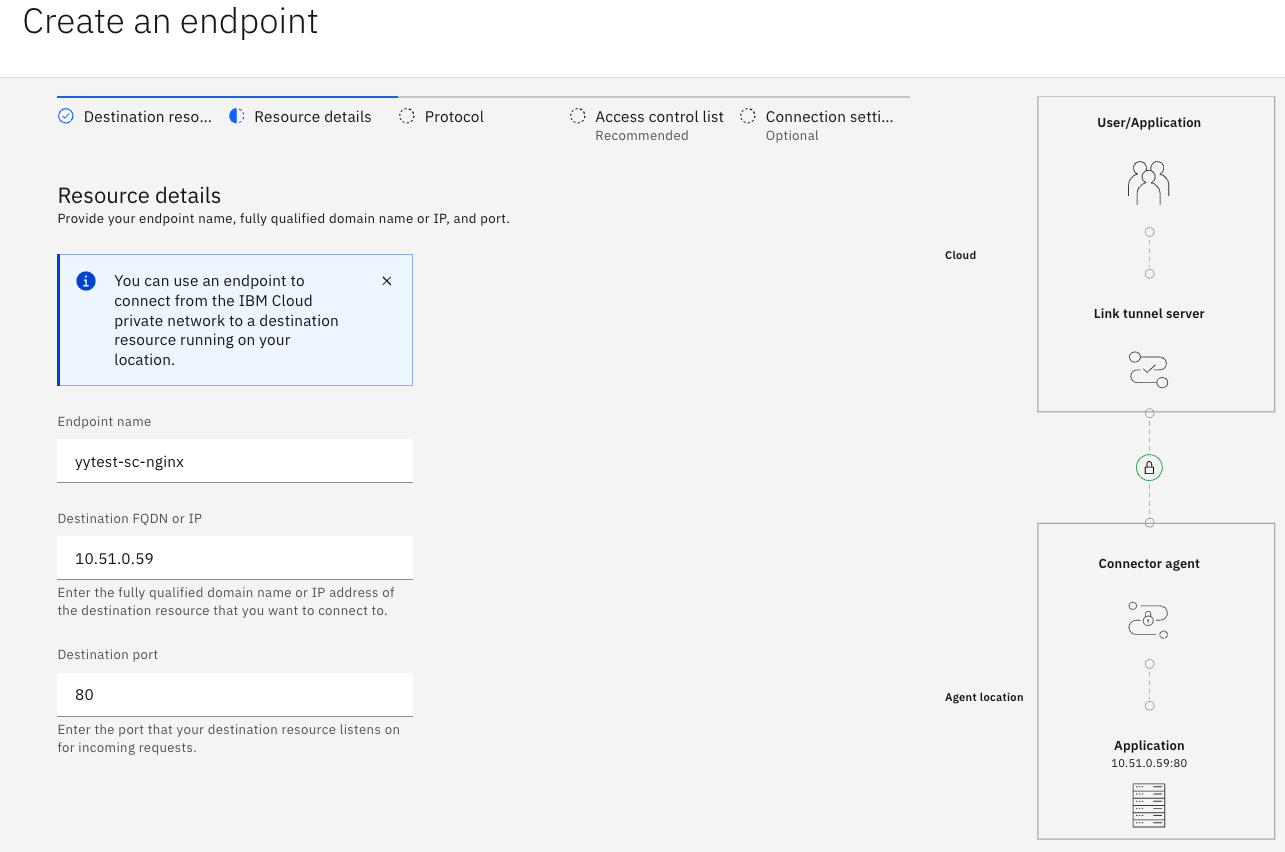 Create an endpoint
Destination reso...
Resource details
Protocol
Access control list
Recommended
Connection setti...
Optional
Resource details
Provide your endpoint name, fully qualified domain name or IP, and port.
You can use an endpoint to
connect from the IBM Cloud
private network to a destination
resource running on your
location.
Endpoint name
yytest-sc-nginx
Destination FQDN or IP
10.51.0.59
Enter the fully qualified domain name or IP address of
the destination resource that you want to connect to.
Destination port
80
Enter the port that your destination resource listens on
for incoming requests.
Cloud
User/Application
Link tunnel server
Agent location
Connector agent
Application
10.51.0.59:80